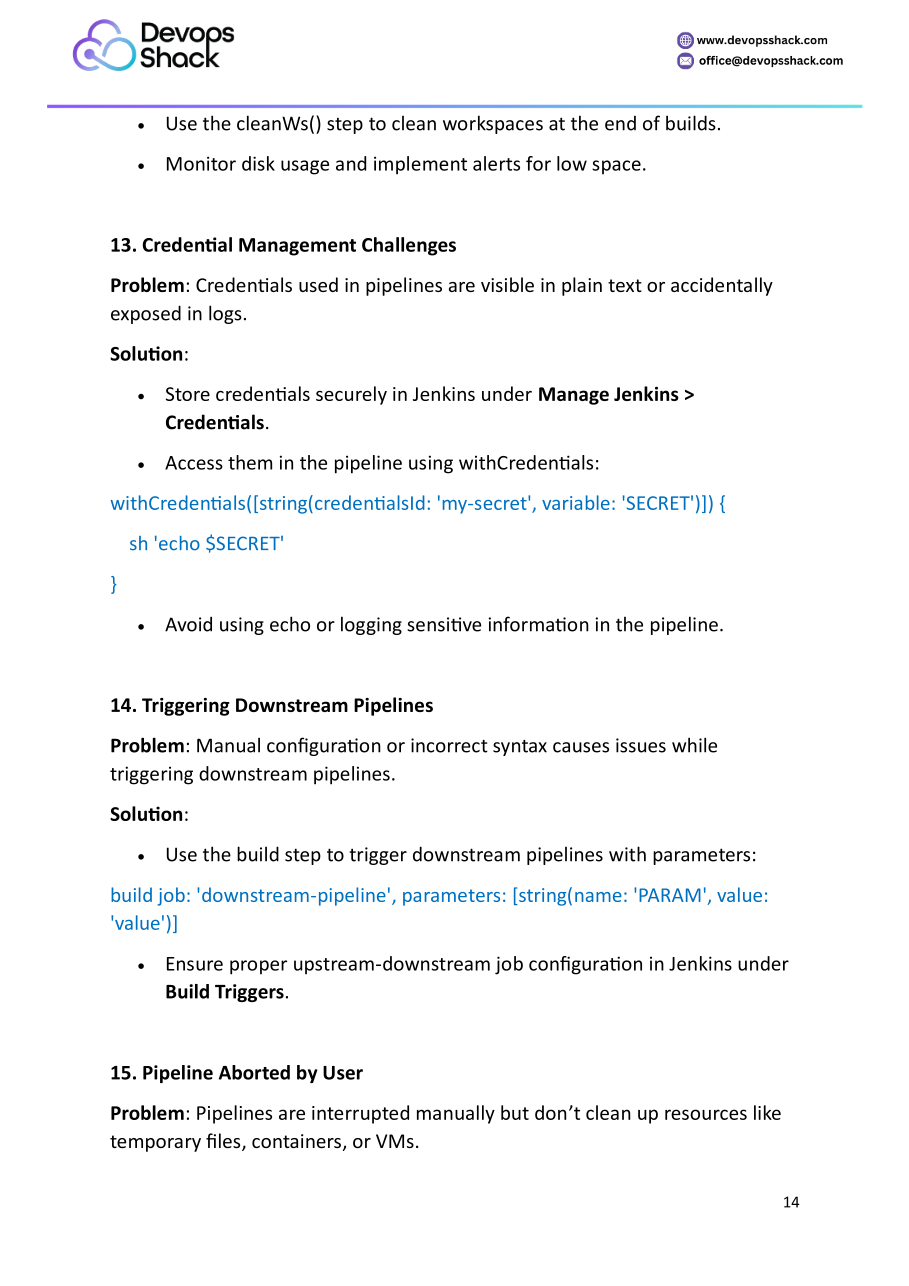 Devops
Shack
www.devopsshack.com
office@devopsshack.com
• Use the cleanWs() step to clean workspaces at the end of builds.
• Monitor disk usage and implement alerts for low space.
13. Credential Management Challenges
Problem: Credentials used in pipelines are visible in plain text or accidentally
exposed in logs.
Solution:
• Store credentials securely in Jenkins under Manage Jenkins >
Credentials.
• Access them in the pipeline using withCredentials:
withCredentials([string(credentialsId: 'my-secret', variable: 'SECRET')]) {
sh 'echo $SECRET'
}
• Avoid using echo or logging sensitive information in the pipeline.
14. Triggering Downstream Pipelines
Problem: Manual configuration or incorrect syntax causes issues while
triggering downstream pipelines.
Solution:
• Use the build step to trigger downstream pipelines with parameters:
build job: 'downstream-pipeline', parameters: [string(name: 'PARAM', value:
'value')]
• Ensure proper upstream-downstream job configuration in Jenkins under
Build Triggers.
15. Pipeline Aborted by User
Problem: Pipelines are interrupted manually but don’t clean up resources like
temporary files, containers, or VMs.
14